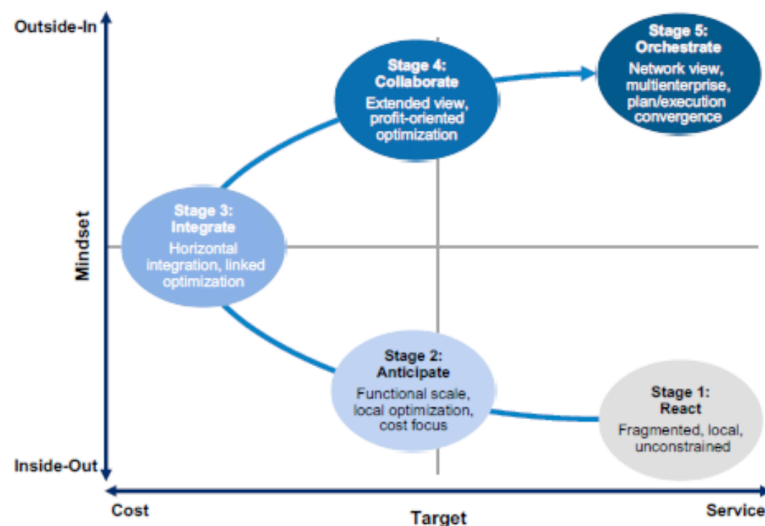 Outside-In
Stage 5:
Orchestrate
Network view,
multienterprise,
plan/execution
convergence
Stage 4:
Collaborate
Extended view,
profit-oriented
optimization
Stage 3:
Integrate
Horizontal
integration, linked
optimization
Mindset
Stage 2:
Anticipate
Functional scale,
local optimization,
cost focus
Stage 1:
React
Fragmented, local,
unconstrained
Inside-Out
Cost
Target
Service